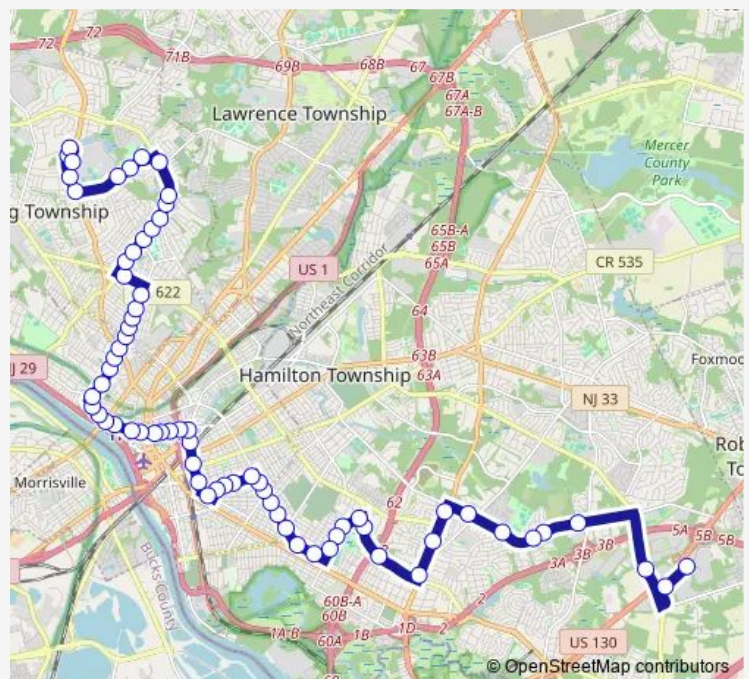 72
72
71B
69B
68B
67
67B
67A
67A-B
Lawrence Township
Mercer
County
Park
g Township
65B-A
65B
65A
CR 535
US 1
Northeast Corridor
622
64
63B
63A
Foxmoo
J 29
Hamilton Township
NJ 33
Rob
To
Morrisville
62
5A
5B
5B
3B
3B
3A
Bucks County
60B-A
60B
60A
1A-B
1B
1D
2
2
US 130
© OpenStreetMap contributors